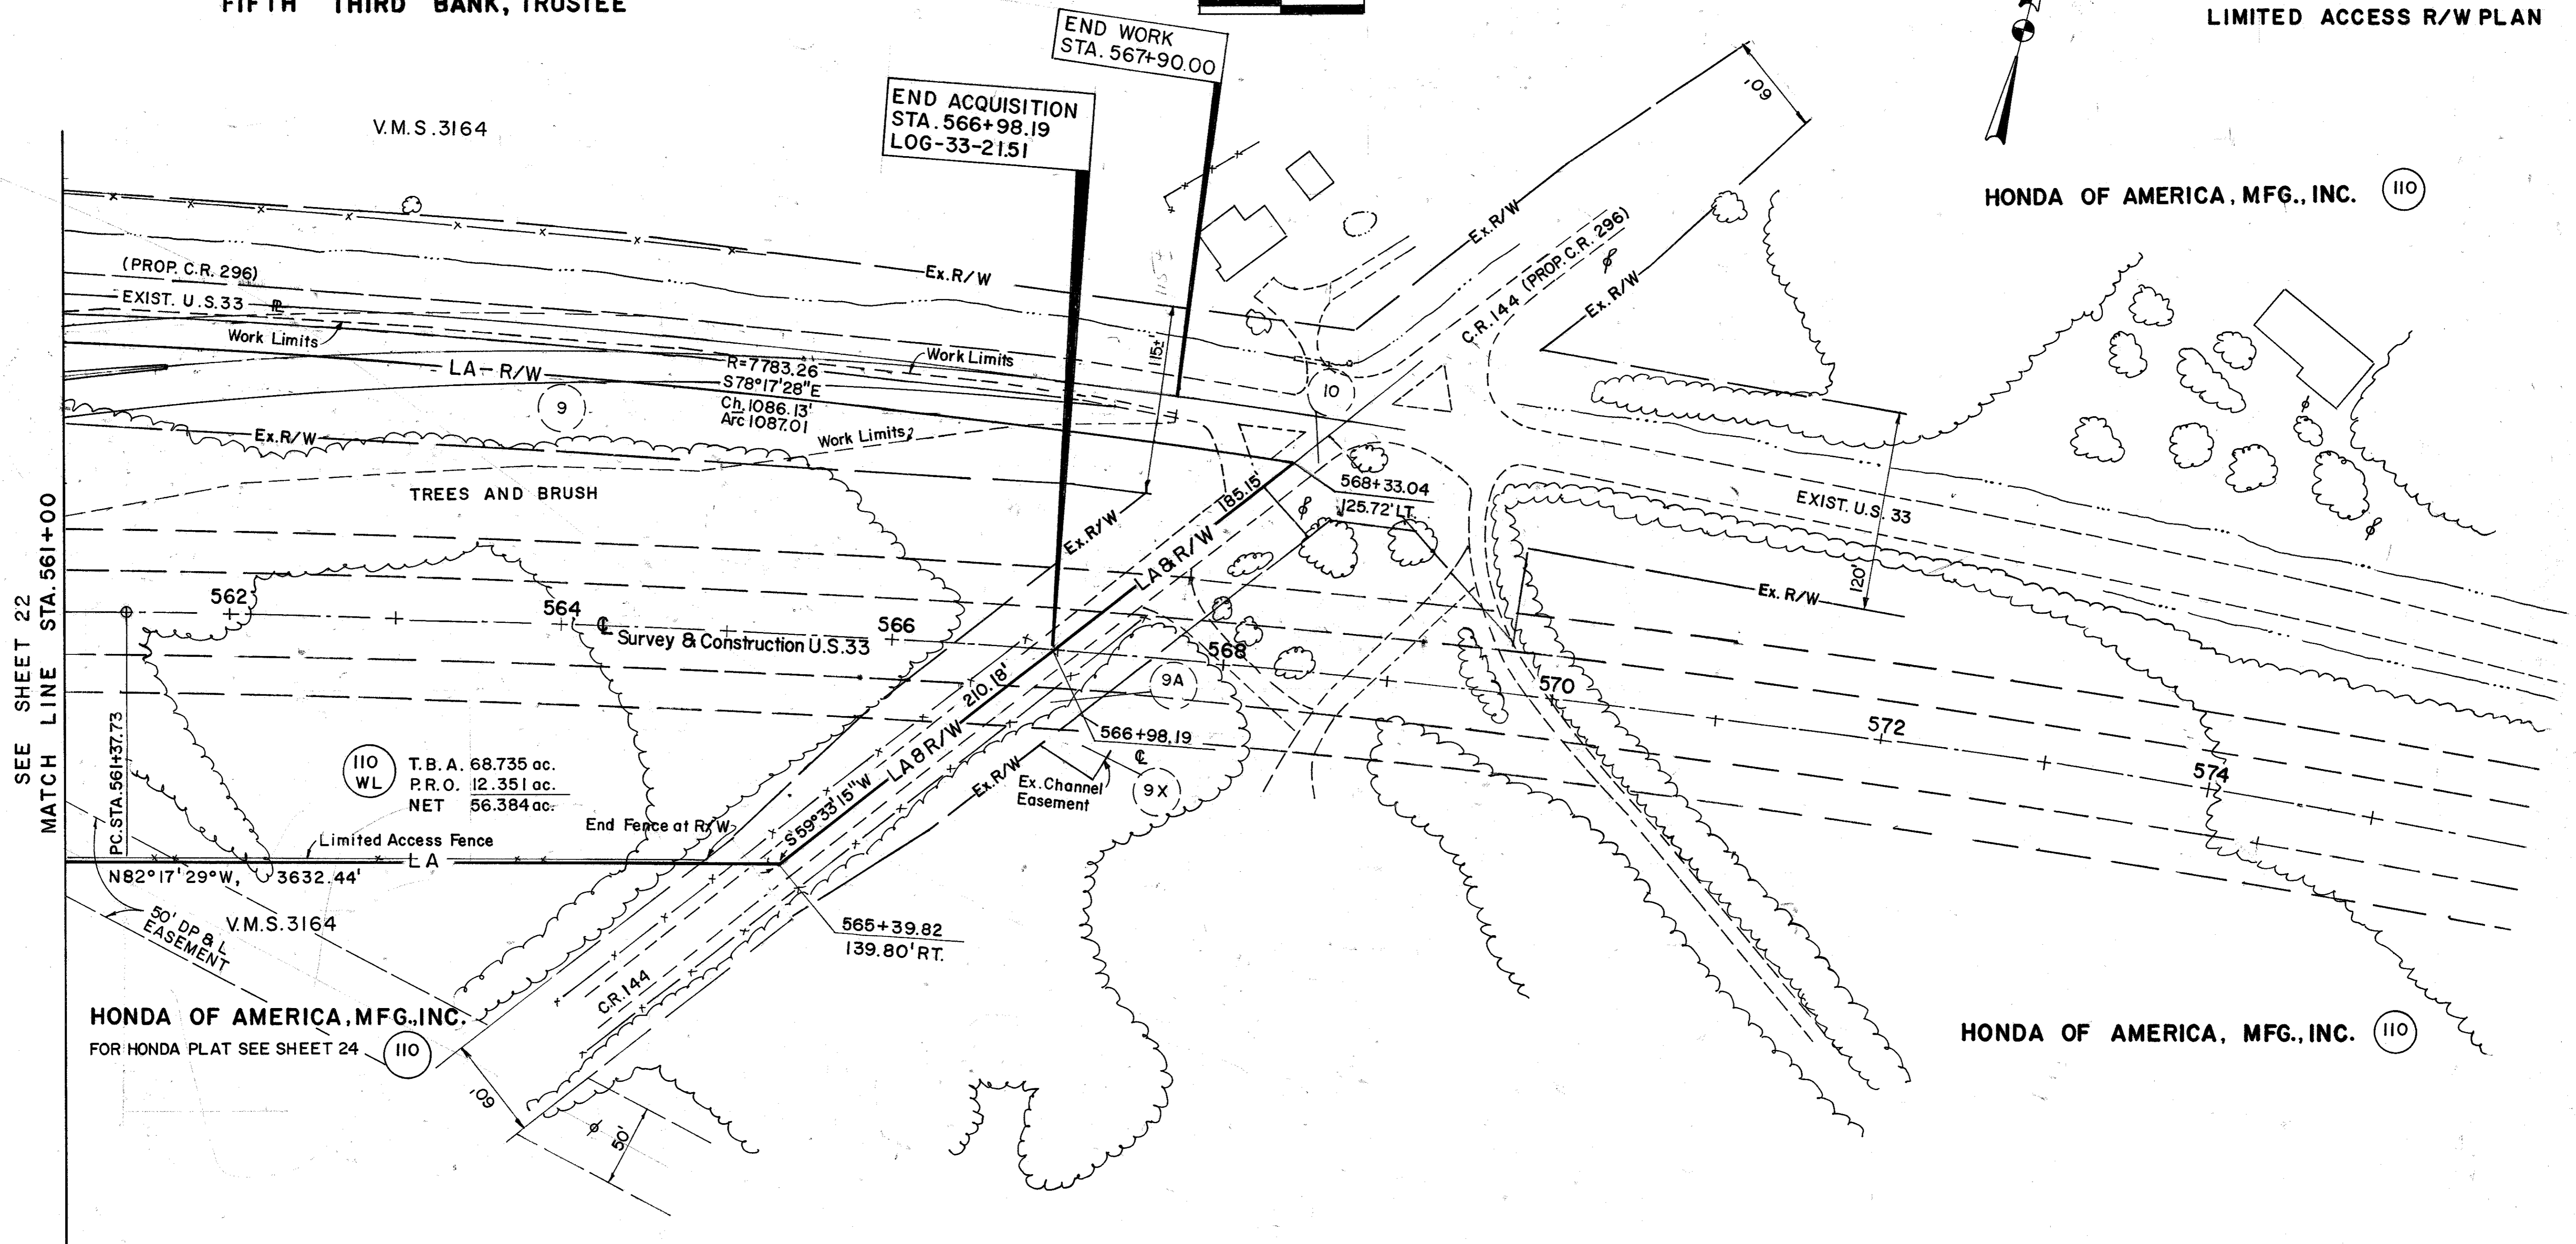 FIFTH THIRD BANK, TRUSTEE
LIMITED ACCESS R/W PLAN
END WORK
STA. 567+90.00
END ACQUISITION
STA. 566+98.19
LOG-33-21.51
V.M.S. 3164
60'
HONDA OF AMERICA, MFG., INC. 110
(PROP. C.R. 296)
EXIST. U.S. 33
Work Limits
LA-R/W
Ex. R/W
115±
115±
Ex. R/W
C.R. 144 (PROP. C.R. 296)
Ex. R/W
R=7783.26
S78°17'28"E
Ch. 1086.13'
Arc 1087.01
Work Limits
Work Limits
9
10
Ex. R/W
TREES AND BRUSH
Ex. R/W
LA & R/W 185.15'
568+33.04
125.72' LT.
EXIST. U.S. 33
120'
Ex. R/W
SEE SHEET 22
MATCH LINE STA. 561+00
562
564
566
568
570
572
574
Survey & Construction U.S. 33
9A
PC. STA. 561+37.73
S59°33'15"W LA & R/W 210.18'
566+98.19
110
WL
T.B.A. 68.735 ac.
P.R.O. 12.351 ac.
NET 56.384 ac.
Ex. R/W
Ex. Channel
Easement
9X
End Fence at R/W
Limited Access Fence
LA
N82°17'29"W, 3632.44'
50' DP & L
EASEMENT
V.M.S. 3164
565+39.82
139.80' RT.
C.R. 144
HONDA OF AMERICA, MFG., INC.
FOR HONDA PLAT SEE SHEET 24 110
60'
50'
HONDA OF AMERICA, MFG., INC. 110